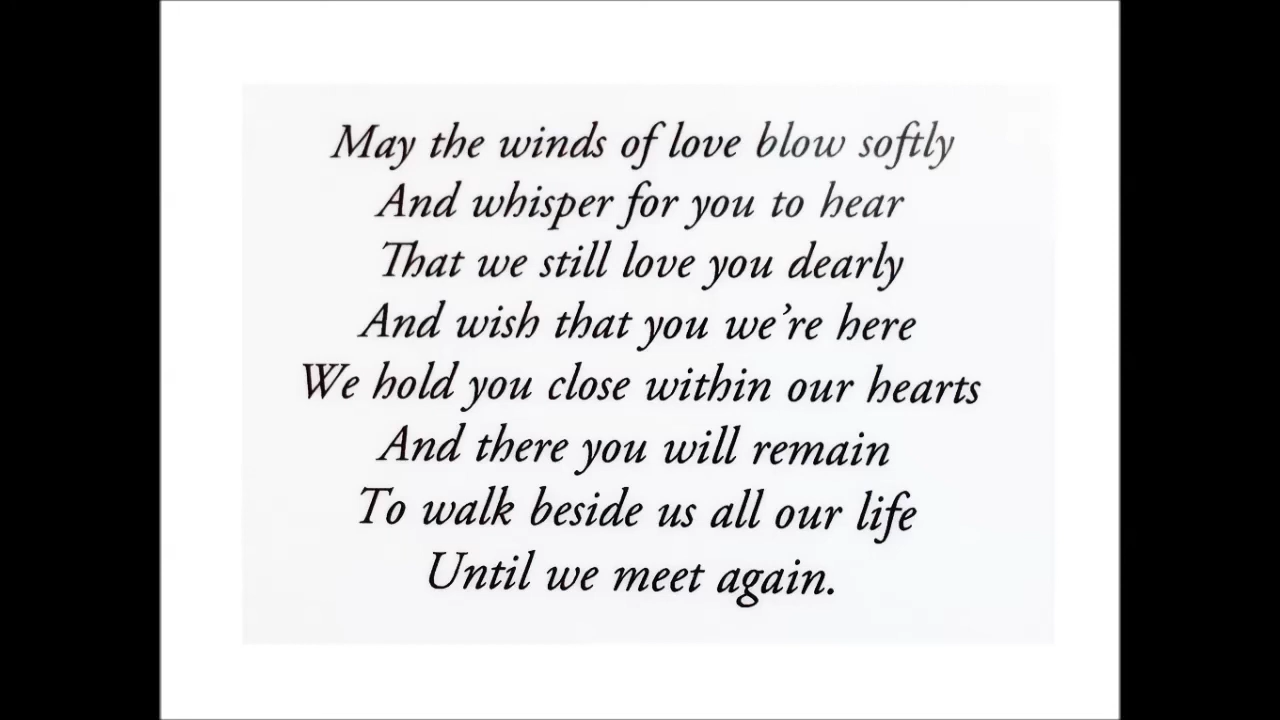 May the winds of love blow softly
And whisper for you to hear
That we still love you dearly
And wish that you we’re here
We hold you close within our hearts
And there you will remain
To walk beside us all our life
Until we meet again.